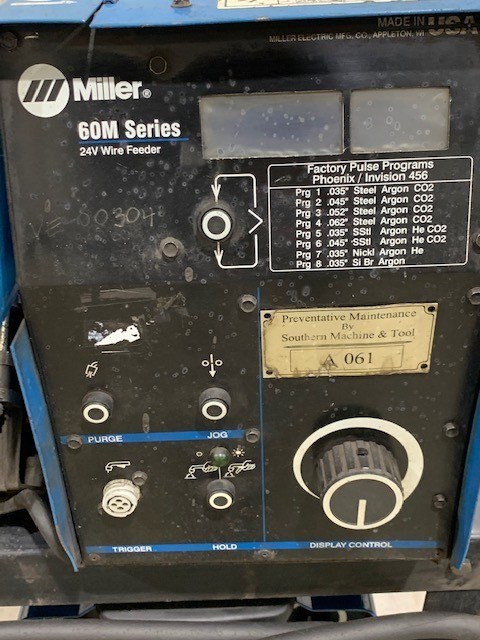 MADE IN USA
MILLER ELECTRIC MFG. CO., APPLETON, WI
Miller®
60M Series
24V Wire Feeder
Factory Pulse Programs
Phoenix / Invision 456
Prg 1 .035" Steel Argon CO2
Prg 2 .045" Steel Argon CO2
Prg 3 .052" Steel Argon CO2
Prg 4 .062" Steel Argon CO2
Prg 5 .035" SStl Argon He CO2
Prg 6 .045" SStl Argon He CO2
Prg 7 .035" Nickl Argon He
Prg 8 .035" Si Br Argon
Preventative Maintenance
By
Southern Machine & Tool
A 061
PURGE
JOG
TRIGGER
HOLD
DISPLAY CONTROL